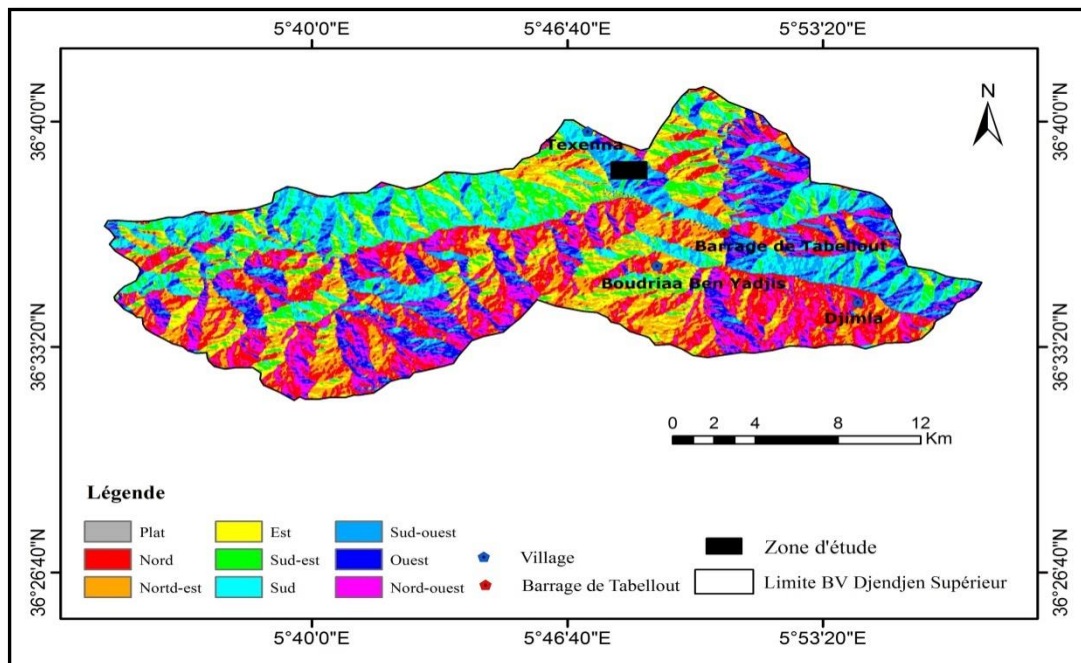 5°40'0"E 5°46'40"E 5°53'20"E
36°40'0"N 36°40'0"N
N
Texenna
Barrage de Tabellout
Boudriaa Ben Yadjis
Djimla
36°33'20"N 36°33'20"N
0 2 4 8 12
Km
Légende
Plat Est Sud-ouest
Nord Sud-est Ouest
Nortd-est Sud Nord-ouest
Village
Barrage de Tabellout
Zone d'étude
Limite BV Djendjen Supérieur
36°26'40"N 36°26'40"N
5°40'0"E 5°46'40"E 5°53'20"E